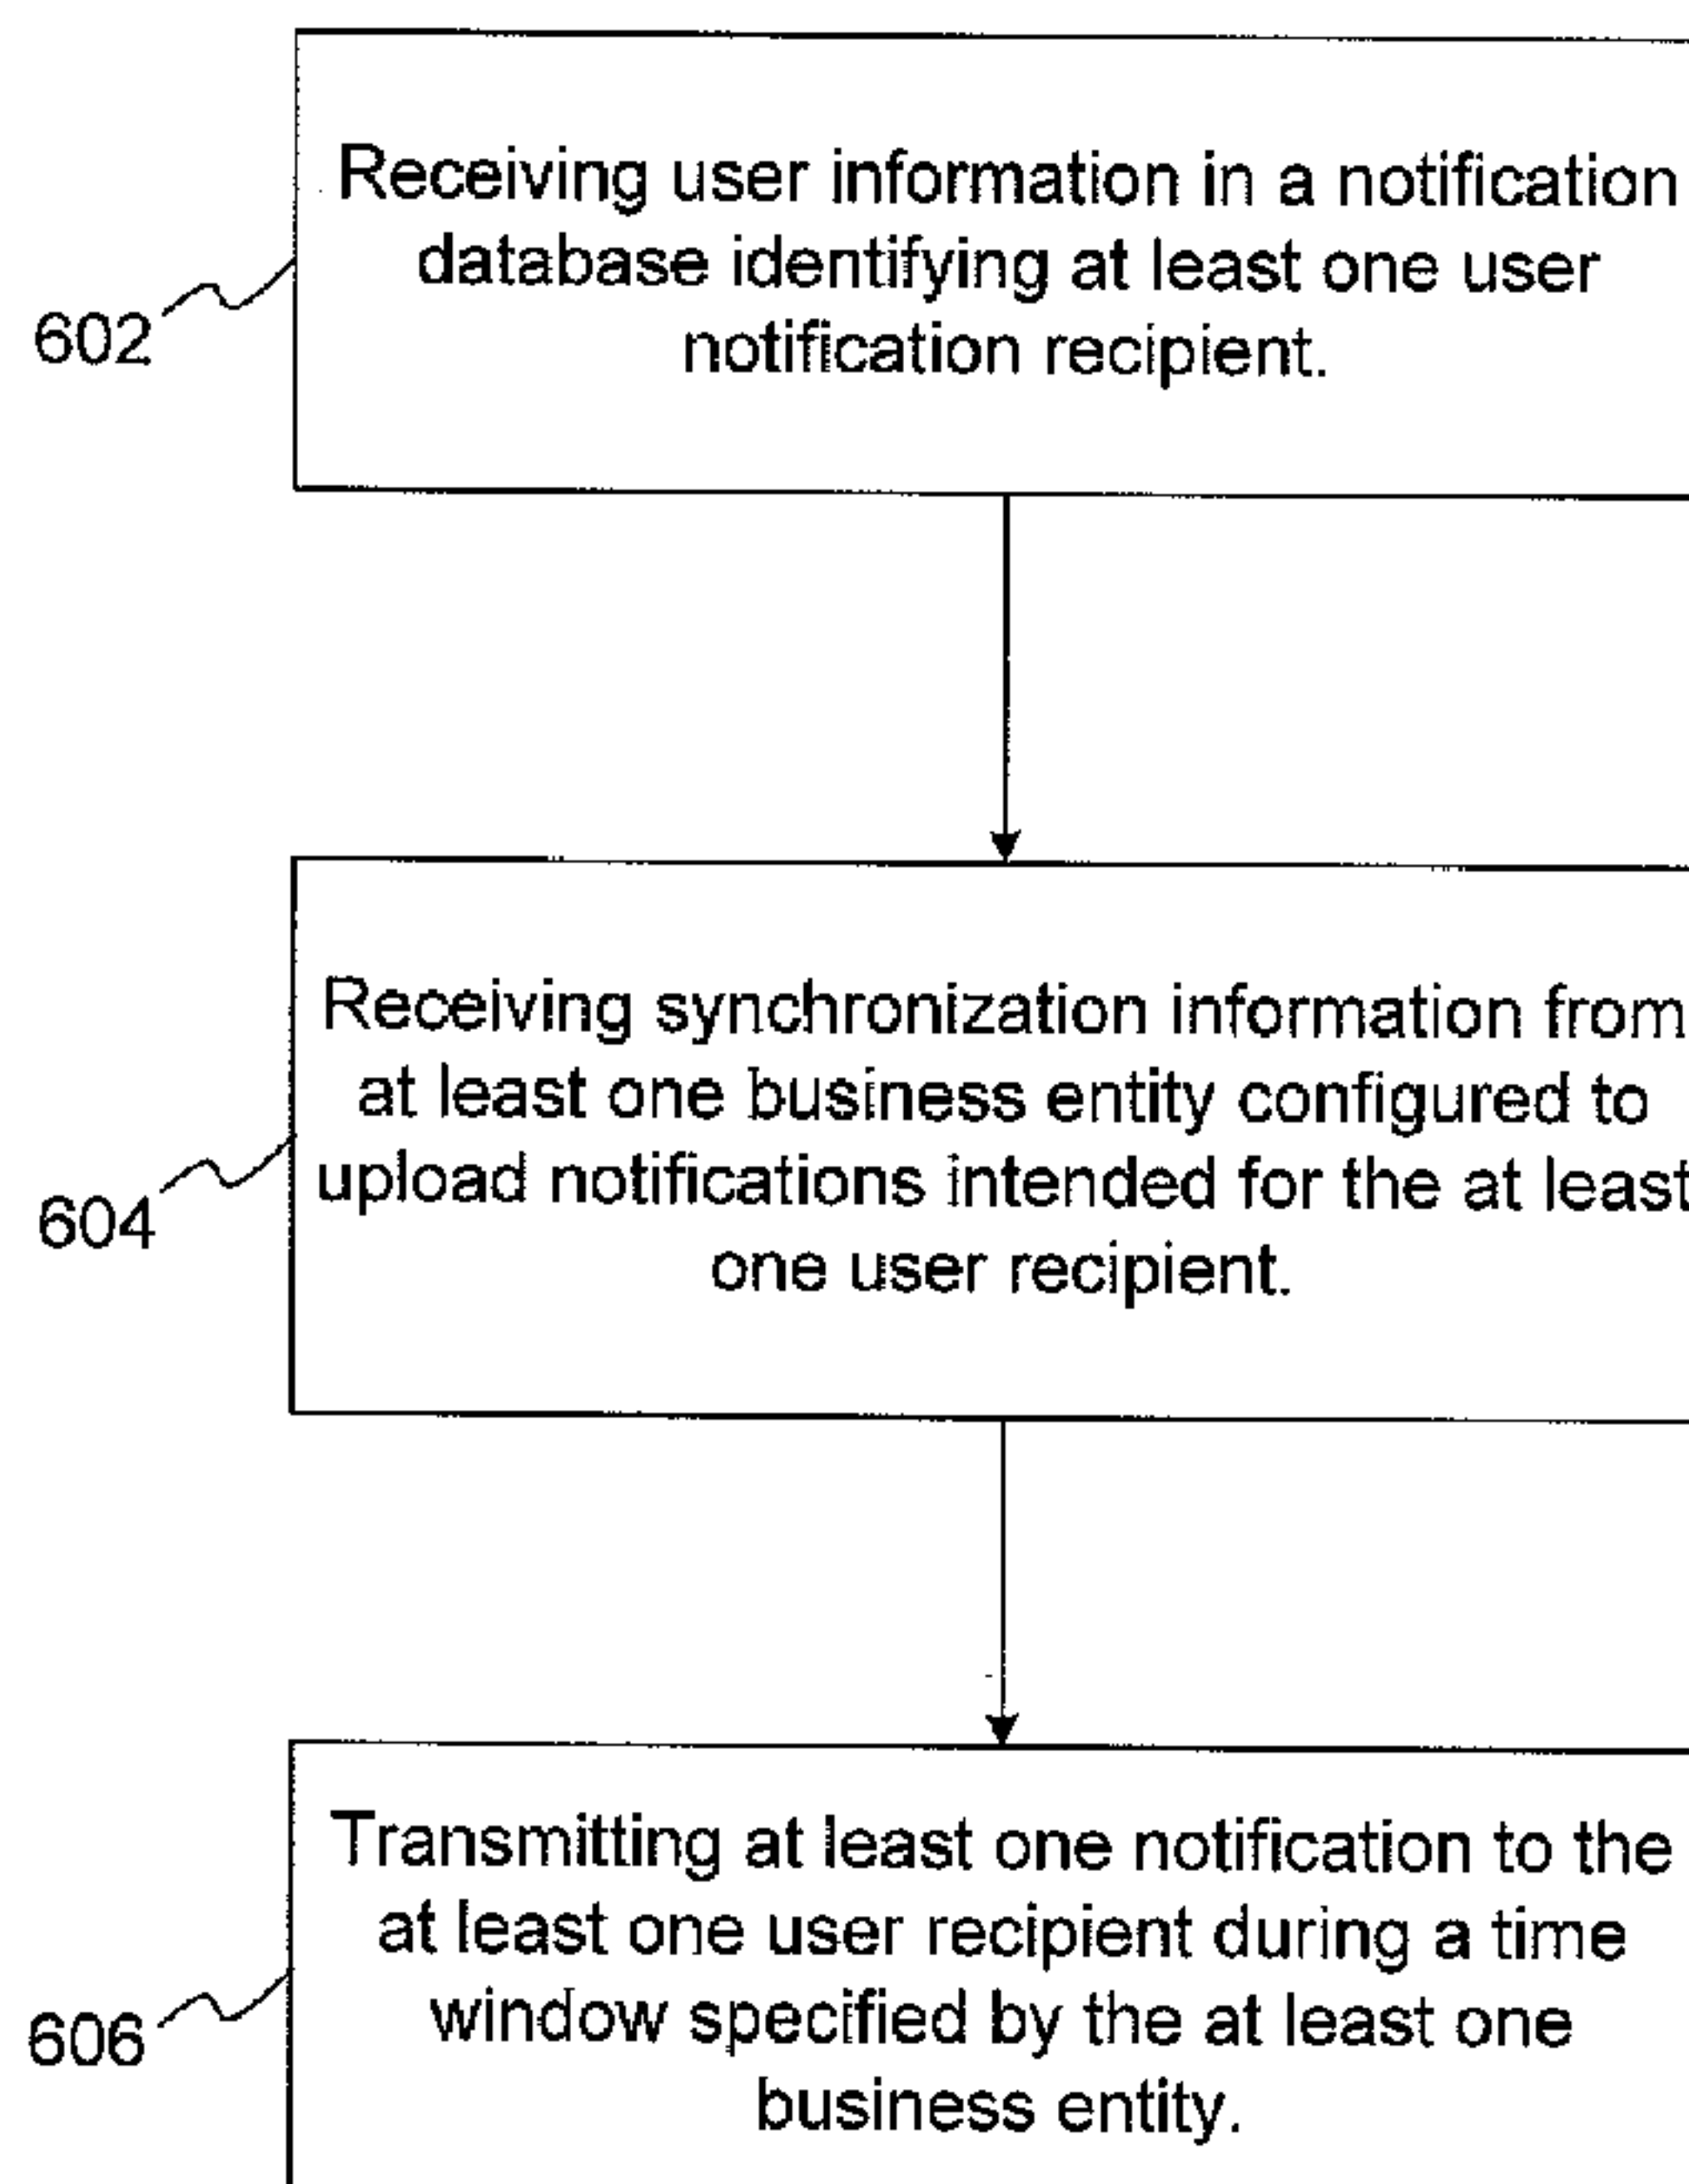 Receiving user information in a notification
database identifying at least one user
notification recipient.
602
Receiving synchronization information from
at least one business entity configured to
upload notifications intended for the at least
one user recipient.
604
Transmitting at least one notification to the
at least one user recipient during a time
window specified by the at least one
business entity.
606